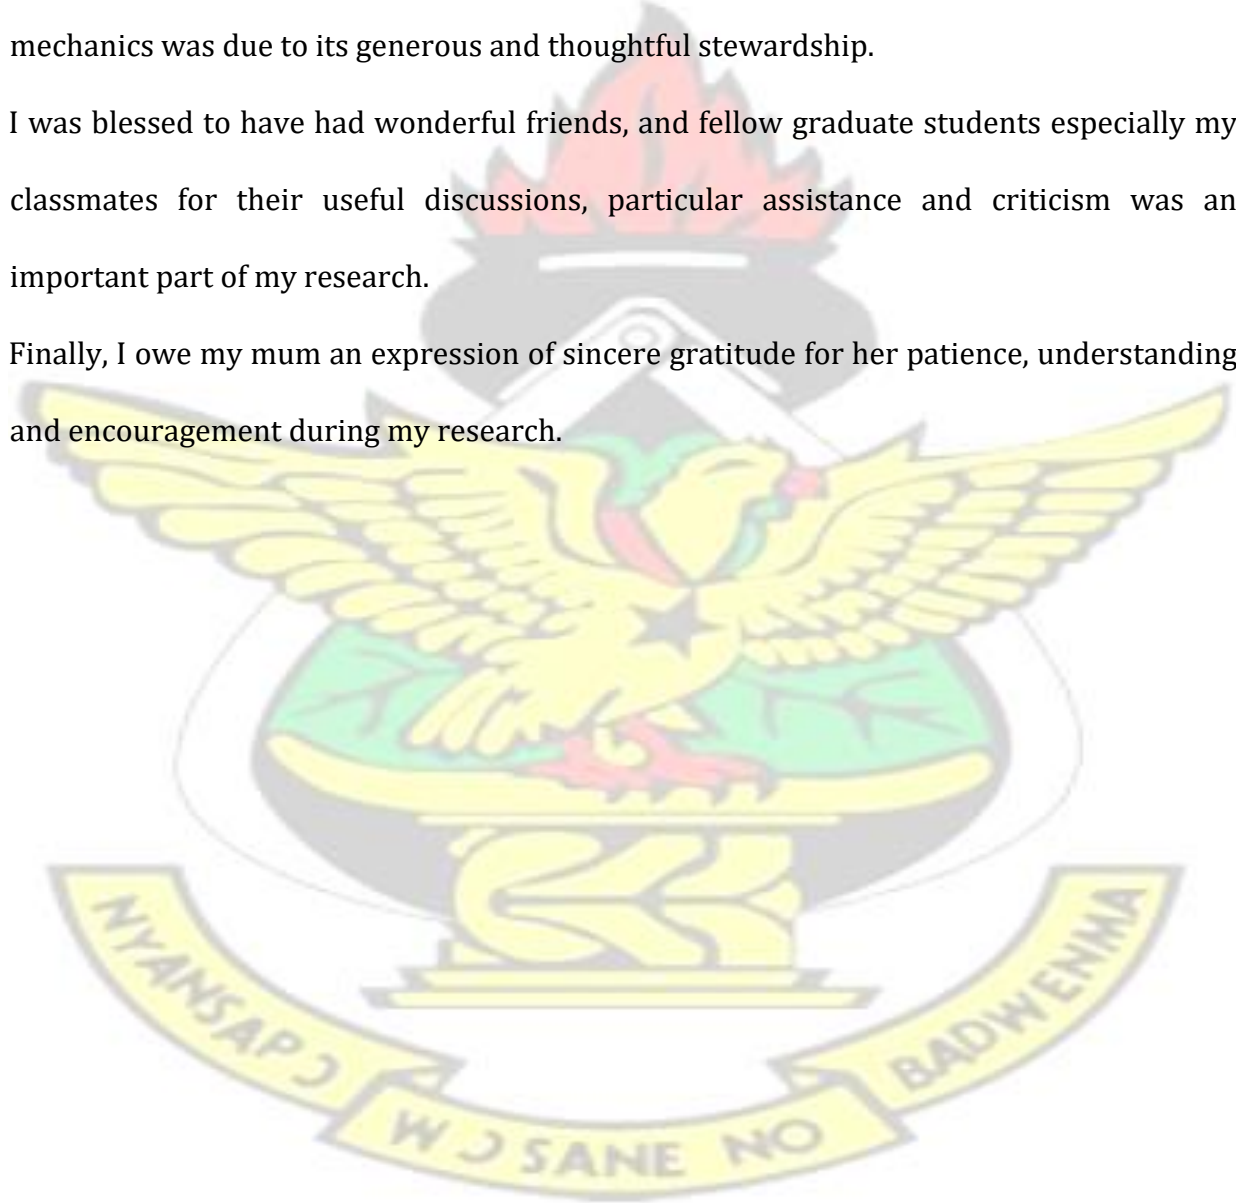 mechanics was due to its generous and thoughtful stewardship.
I was blessed to have had wonderful friends, and fellow graduate students especially my
classmates for their useful discussions, particular assistance and criticism was an
important part of my research.
Finally, I owe my mum an expression of sincere gratitude for her patience, understanding
and encouragement during my research.
NYANSAPƆ
WƆSANE NO
BADWENMA